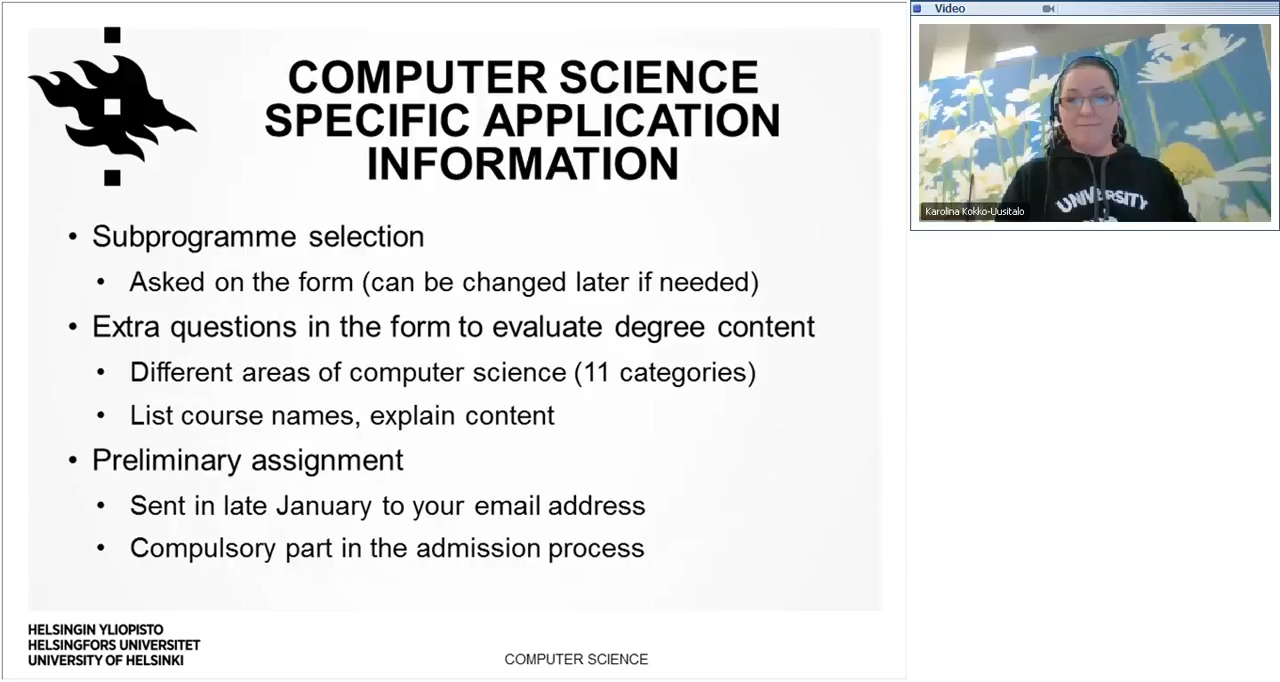 COMPUTER SCIENCE
SPECIFIC APPLICATION
INFORMATION
• Subprogramme selection
• Asked on the form (can be changed later if needed)
• Extra questions in the form to evaluate degree content
• Different areas of computer science (11 categories)
• List course names, explain content
• Preliminary assignment
• Sent in late January to your email address
• Compulsory part in the admission process
HELSINGIN YLIOPISTO
HELSINGFORS UNIVERSITET
UNIVERSITY OF HELSINKI
COMPUTER SCIENCE
Video
UNIVERSITY
Karolina Kokko-Uusitalo